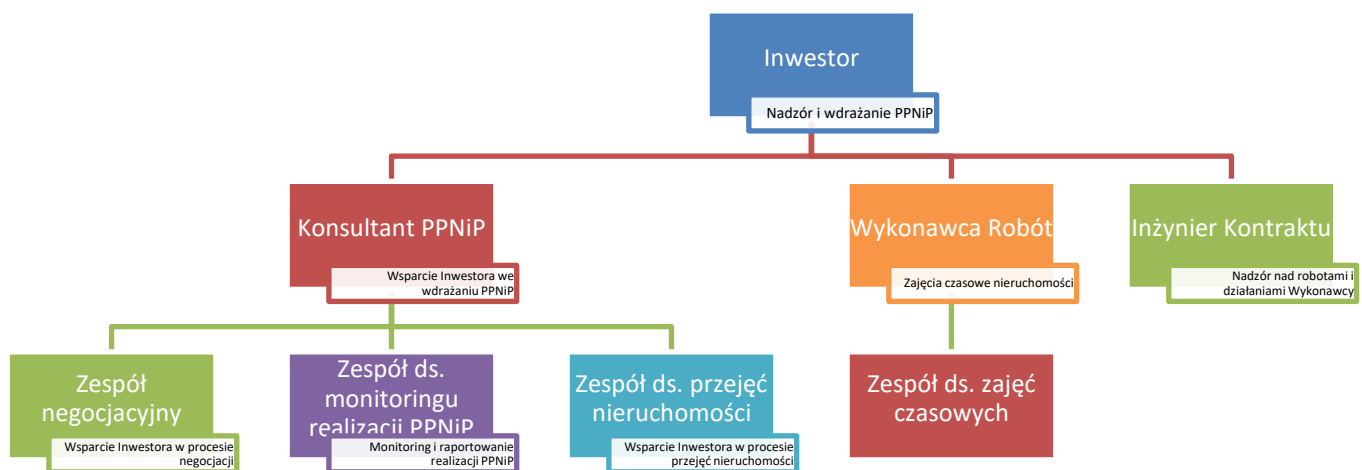 Inwestor
Nadzór i wdrażanie PPNiP
Konsultant PPNiP
Wsparcie Inwestora we
wdrażaniu PPNiP
Wykonawca Robót
Zajęcia czasowe nieruchomości
Inżynier Kontraktu
Nadzór nad robotami i
działaniami Wykonawcy
Zespół
negocjacyjny
Wsparcie Inwestora w procesie
negocjacji
Zespół ds.
monitoringu
realizacji PPNiP
Monitoring i raportowanie
realizacji PPNiP
Zespół ds. przejęć
nieruchomości
Wsparcie Inwestora w procesie
przejęć nieruchomości
Zespół ds. zajęć
czasowych